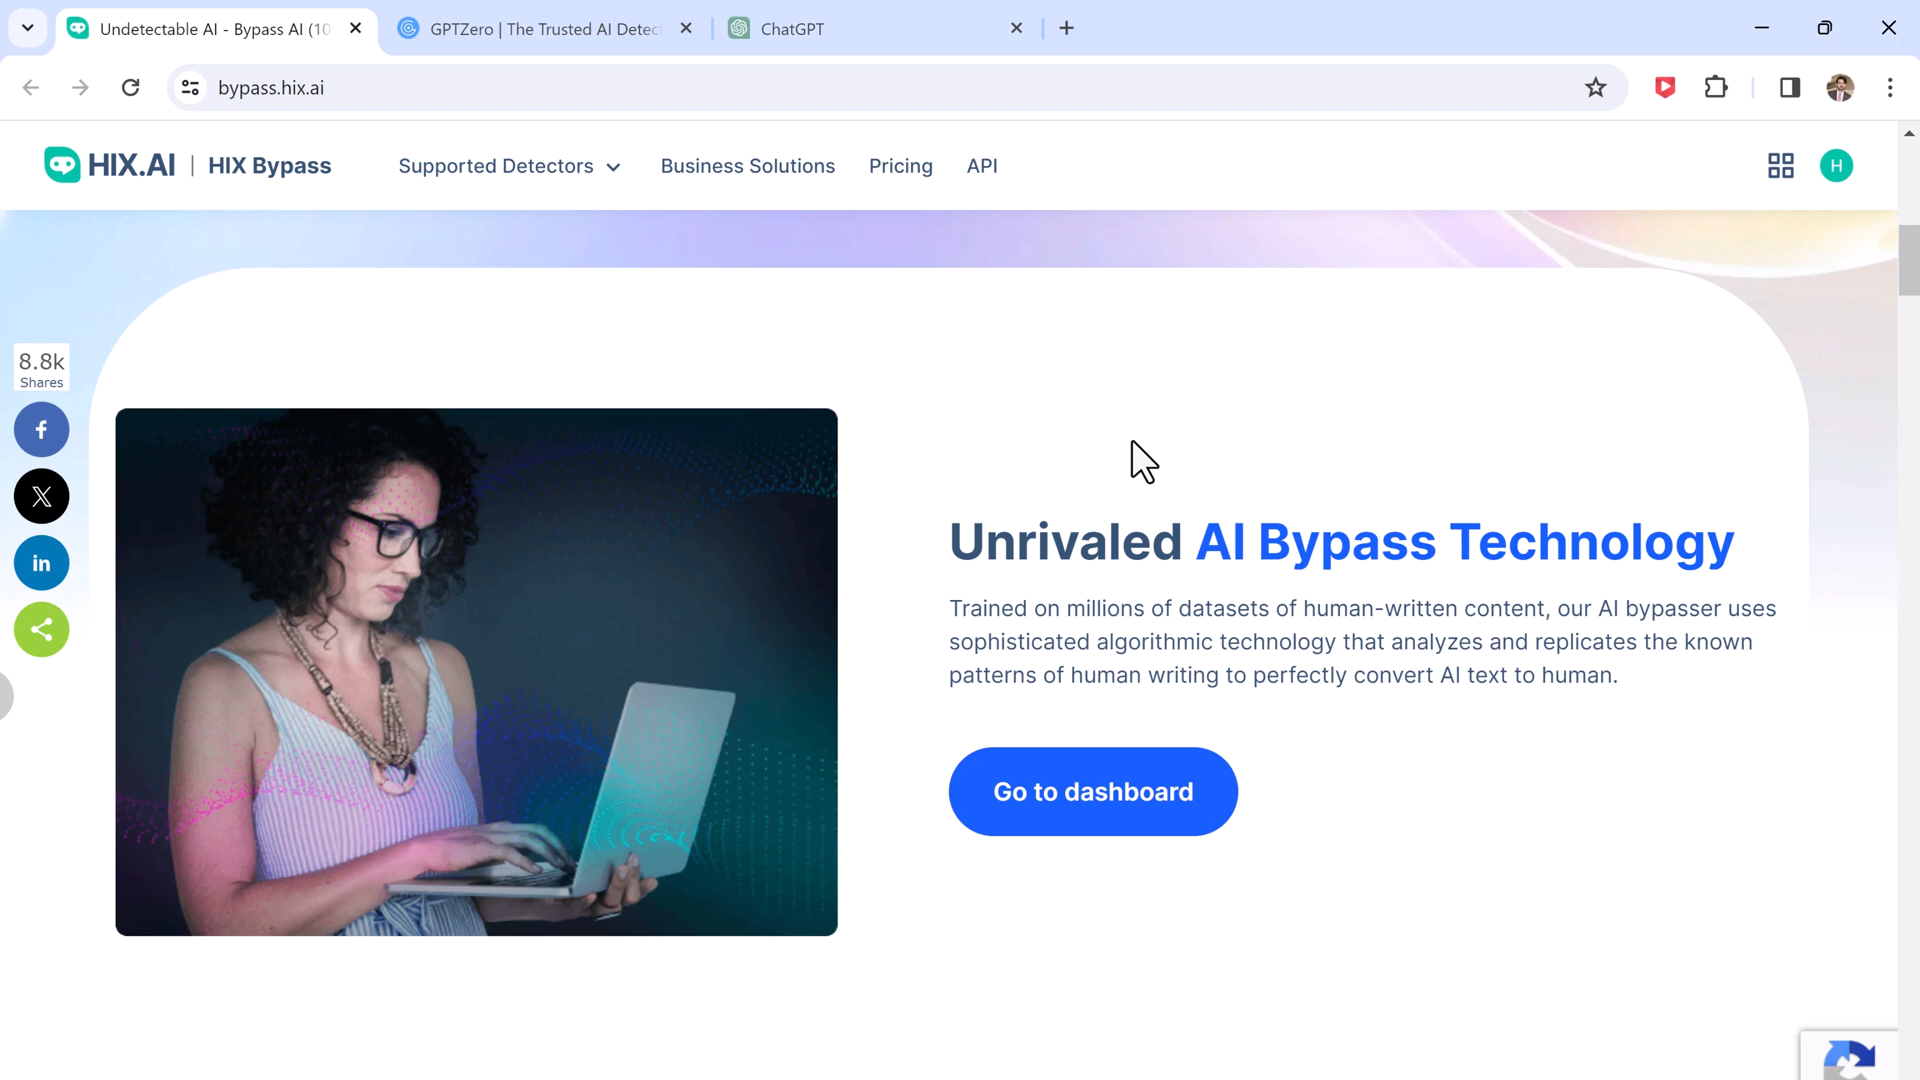 Undetectable AI - Bypass AI (10
GPTZero | The Trusted AI Detec
ChatGPT
bypass.hix.ai
HIX.AI | HIX Bypass
Supported Detectors
Business Solutions
Pricing
API
H
8.8k
Shares
f
X
in
Unrivaled AI Bypass Technology
Trained on millions of datasets of human-written content, our AI bypasser uses
sophisticated algorithmic technology that analyzes and replicates the known
patterns of human writing to perfectly convert AI text to human.
Go to dashboard